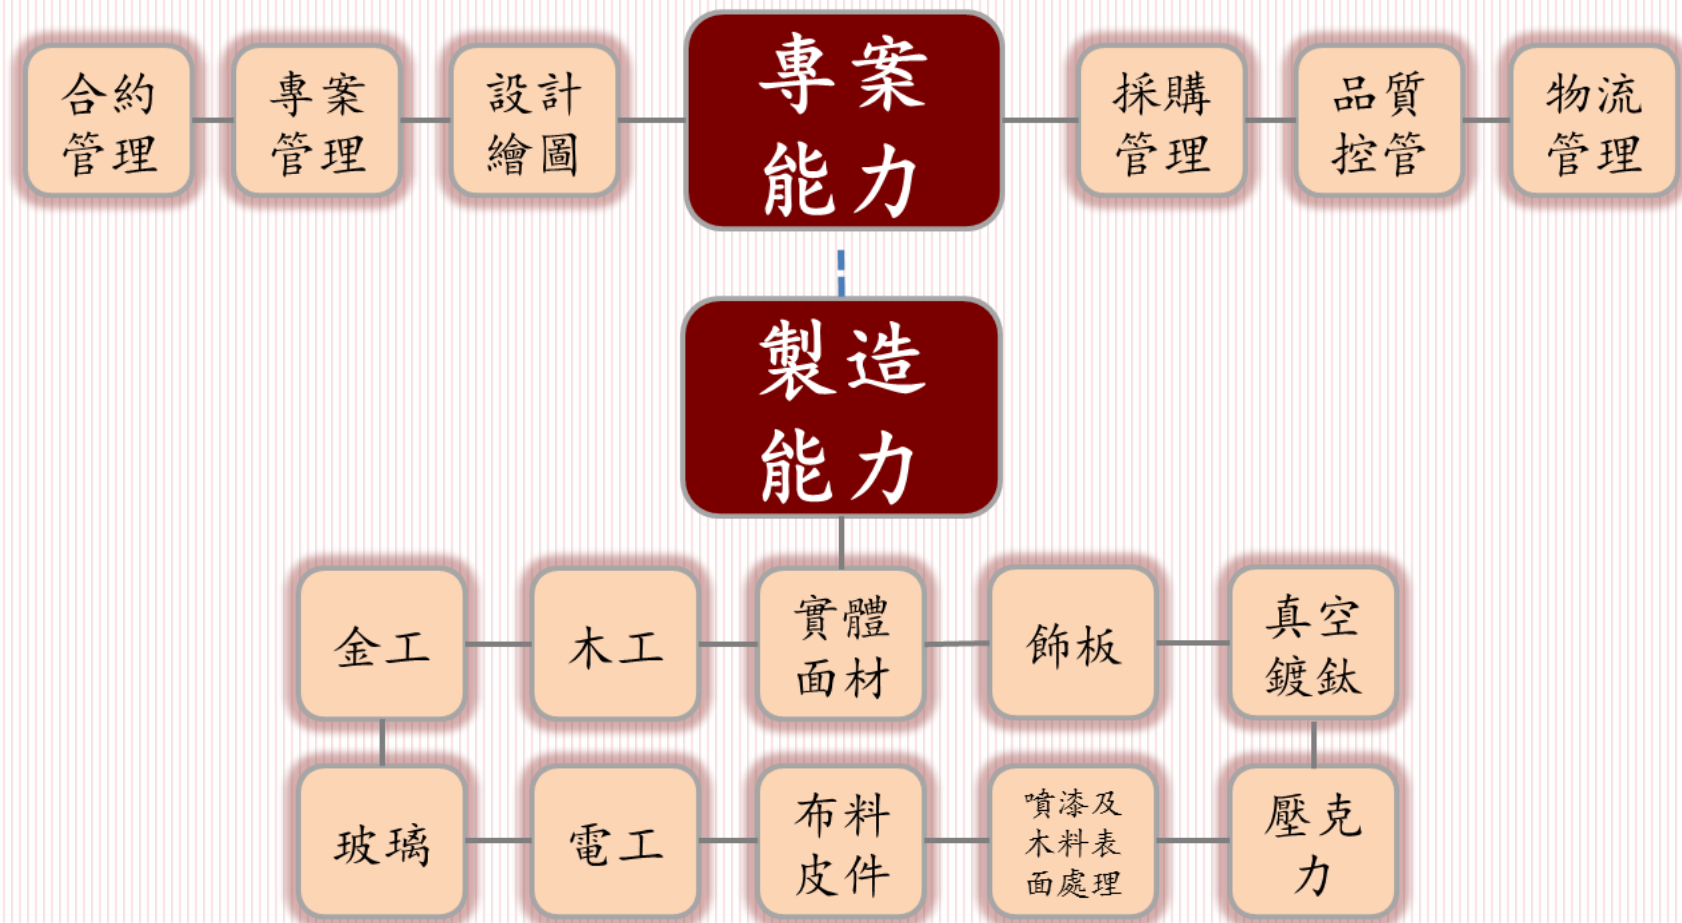 合約
管理
專案
管理
設計
繪圖
專案
能力
採購
管理
品質
控管
物流
管理
製造
能力
金工
木工
實體
面材
飾板
真空
鍍鈦
玻璃
電工
布料
皮件
噴漆及
木料表
面處理
壓克
力